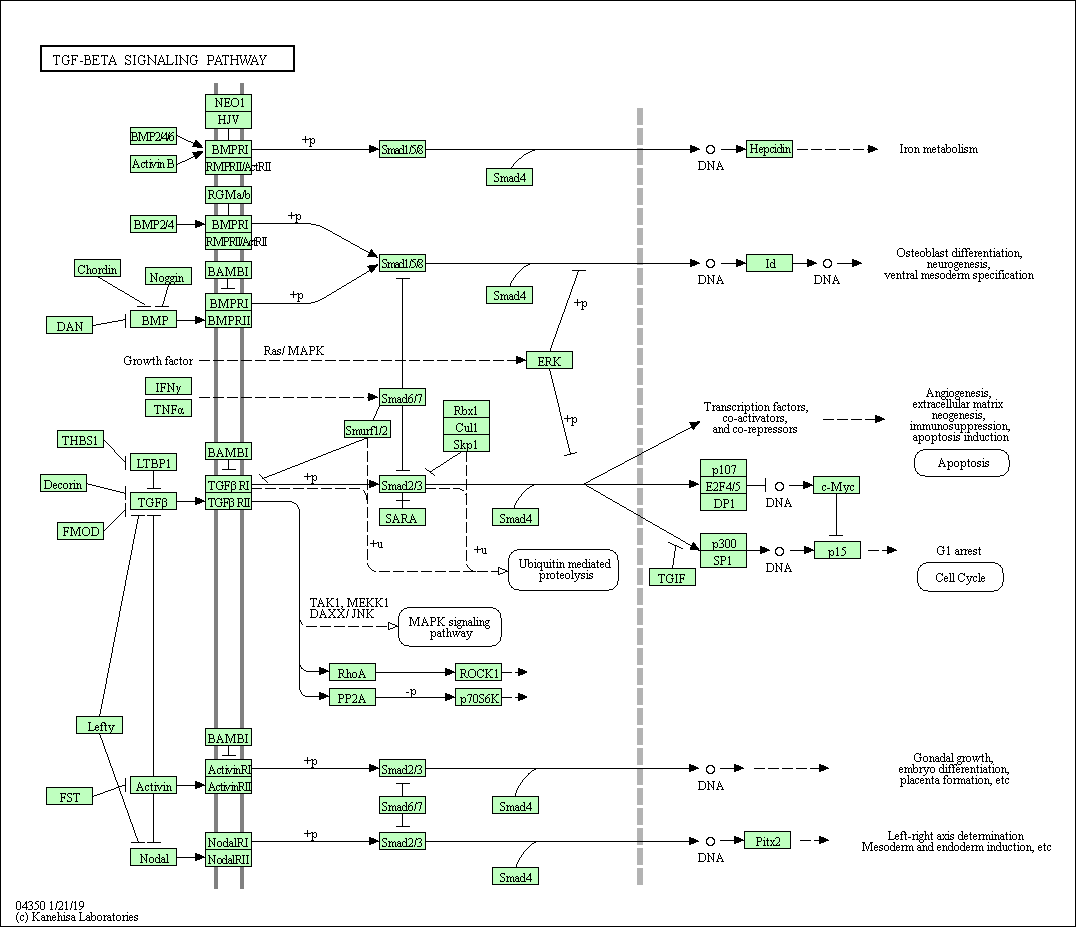 TGF-BETA SIGNALING PATHWAY
NEO1
HJV
BMP2/46
Activin B
BMPRI
+p
Smad1/5/8
Smad4
DNA
Hepcidin
Iron metabolism
RGMa/b
BMP2/4
BMPRI
+p
Chordin
Noggin
BAMBI
Smad1/5/8
Smad4
DNA
Id
DNA
Osteoblast differentiation,
neurogenesis,
ventral mesoderm specification
DAN
BMP
BMPRI
BMPRII
+p
+p
Growth factor
Ras/ MAPK
ERK
IFNγ
TNFα
Smad6/7
Smurf1/2
Rbx1
Cul1
Skp1
+p
Transcription factors,
co-activators,
and co-repressors
Angiogenesis,
extracellular matrix
neogenesis,
immunosuppression,
apoptosis induction
Apoptosis
THBS1
LTBP1
BAMBI
Decorin
TGFβ
FMOD
TGFβ RI
TGFβ RII
+p
Smad2/3
SARA
Smad4
p107
E2F4/5
DP1
DNA
c-Myc
p300
SP1
DNA
p15
G1 arrest
Cell Cycle
TGIF
+u
+u
Ubiquitin mediated
proteolysis
TAK1, MEKK1
DAXX/ JNK
MAPK signaling
pathway
RhoA
ROCK1
PP2A
-p
p70S6K
Lefty
BAMBI
FST
Activin
ActivinRI
ActivinRII
+p
Smad2/3
Smad6/7
Smad4
DNA
Gonadal growth,
embryo differentiation,
placenta formation, etc
Nodal
NodalRI
NodalRII
+p
Smad2/3
Smad4
DNA
Pitx2
Left-right axis determination
Mesoderm and endoderm induction, etc
04350 1/21/19
(c) Kanehisa Laboratories